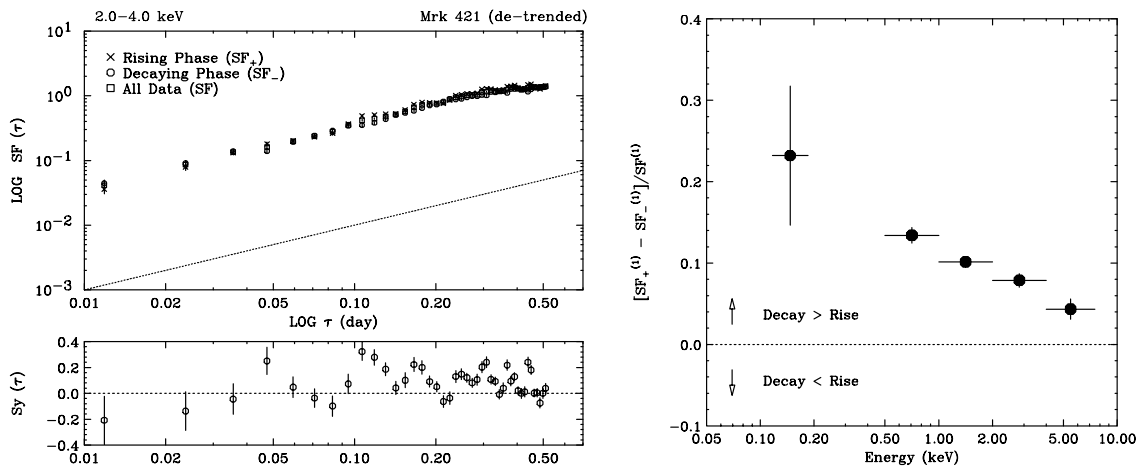 2.0−4.0 keV Mrk 421 (de−trended)
10¹
10⁰
10⁻¹
10⁻²
10⁻³
LOG SF (τ)
× Rising Phase (SF₊)
○ Decaying Phase (SF₋)
□ All Data (SF)
0.01 0.02 0.05 0.10 0.20 0.50
LOG τ (day)
0.4
0.2
0.0
−0.2
−0.4
Sy (τ)
0.01 0.02 0.05 0.10 0.20 0.50
0.4
0.3
0.2
0.1
0.0
−0.1
[SF₊⁽¹⁾ − SF₋⁽¹⁾]/SF⁽¹⁾
Decay > Rise
Decay < Rise
0.05 0.10 0.20 0.50 1.00 2.00 5.00 10.00
Energy (keV)